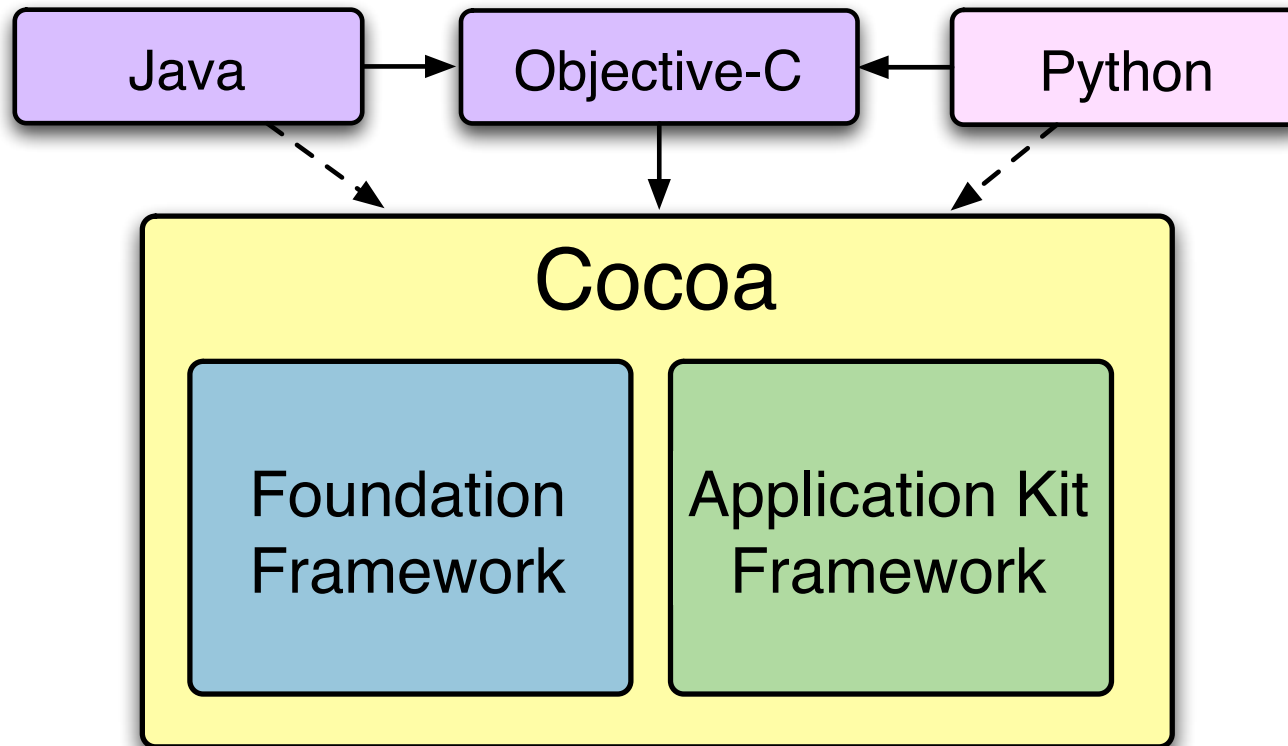 Java
Objective-C
Python
Cocoa
Foundation
Framework
Application Kit
Framework